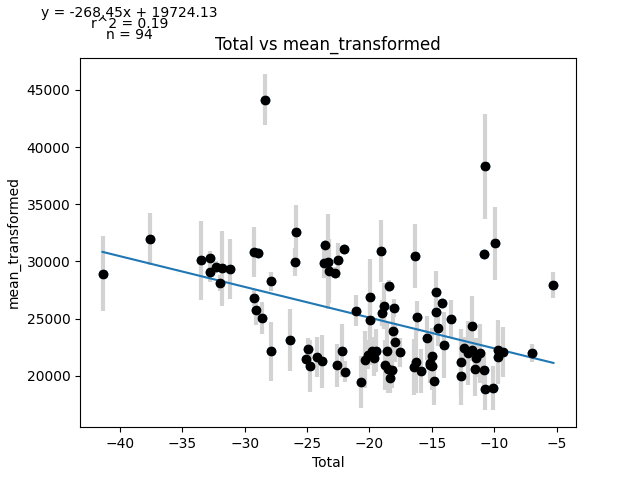 y = -268.45x + 19724.13
r^2 = 0.19
n = 94
Total vs mean_transformed
45000
40000
35000
30000
25000
20000
mean_transformed
−40 −35 −30 −25 −20 −15 −10 −5
Total